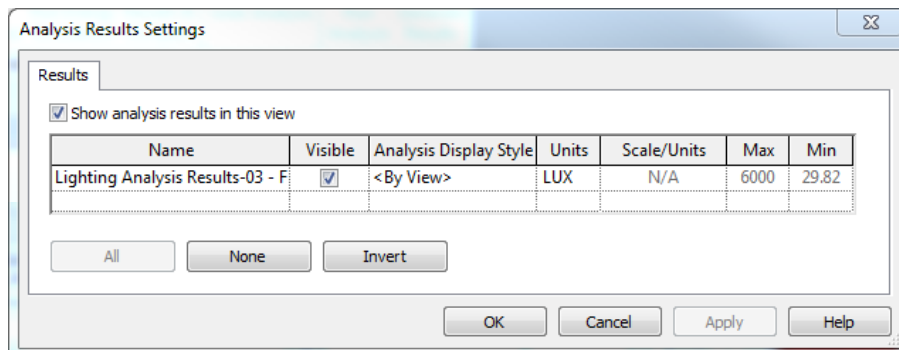 Analysis Results Settings
Results
Show analysis results in this view
Name Visible Analysis Display Style Units Scale/Units Max Min
Lighting Analysis Results-03 - F <By View> LUX N/A 6000 29.82
All None Invert
OK Cancel Apply Help